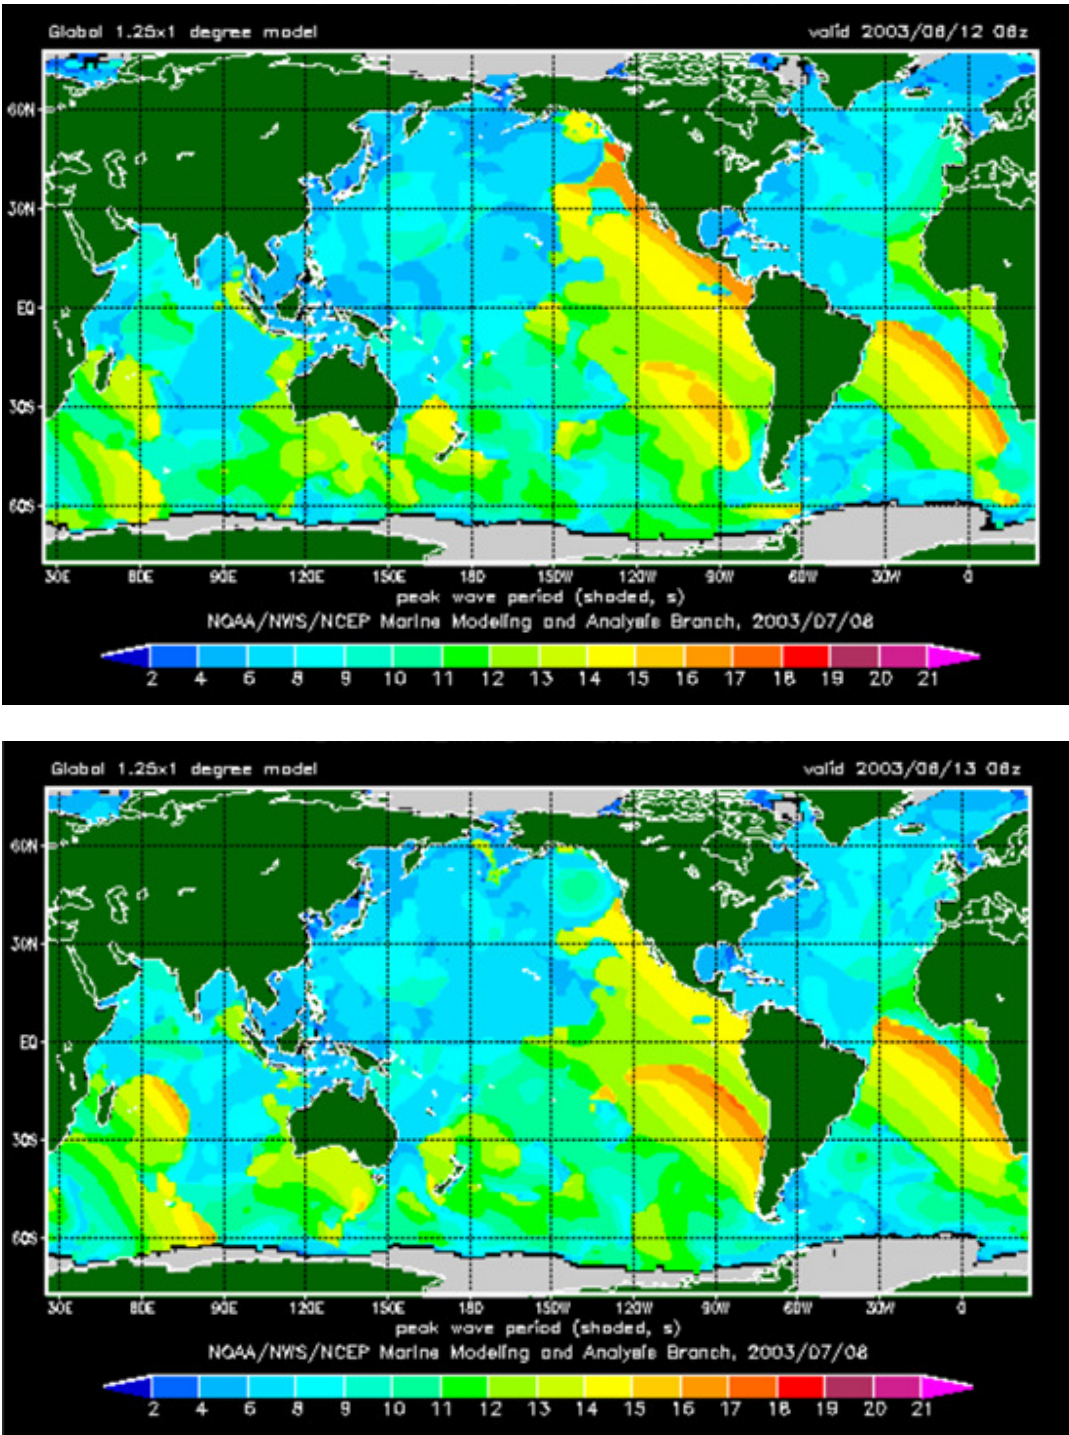 Global 1.25x1 degree model
valid 2003/08/12 06z
60N
30N
EQ
30S
60S
30E 60E 90E 120E 150E 180 150W 120W 90W 60W 30W 0
peak wave period (shaded, s)
NOAA/NWS/NCEP Marine Modeling and Analysis Branch, 2003/07/08
2 4 6 8 9 10 11 12 13 14 15 16 17 18 19 20 21
Global 1.25x1 degree model
valid 2003/08/13 06z
60N
30N
EQ
30S
60S
30E 60E 90E 120E 150E 180 150W 120W 90W 60W 30W 0
peak wave period (shaded, s)
NOAA/NWS/NCEP Marine Modeling and Analysis Branch, 2003/07/08
2 4 6 8 9 10 11 12 13 14 15 16 17 18 19 20 21